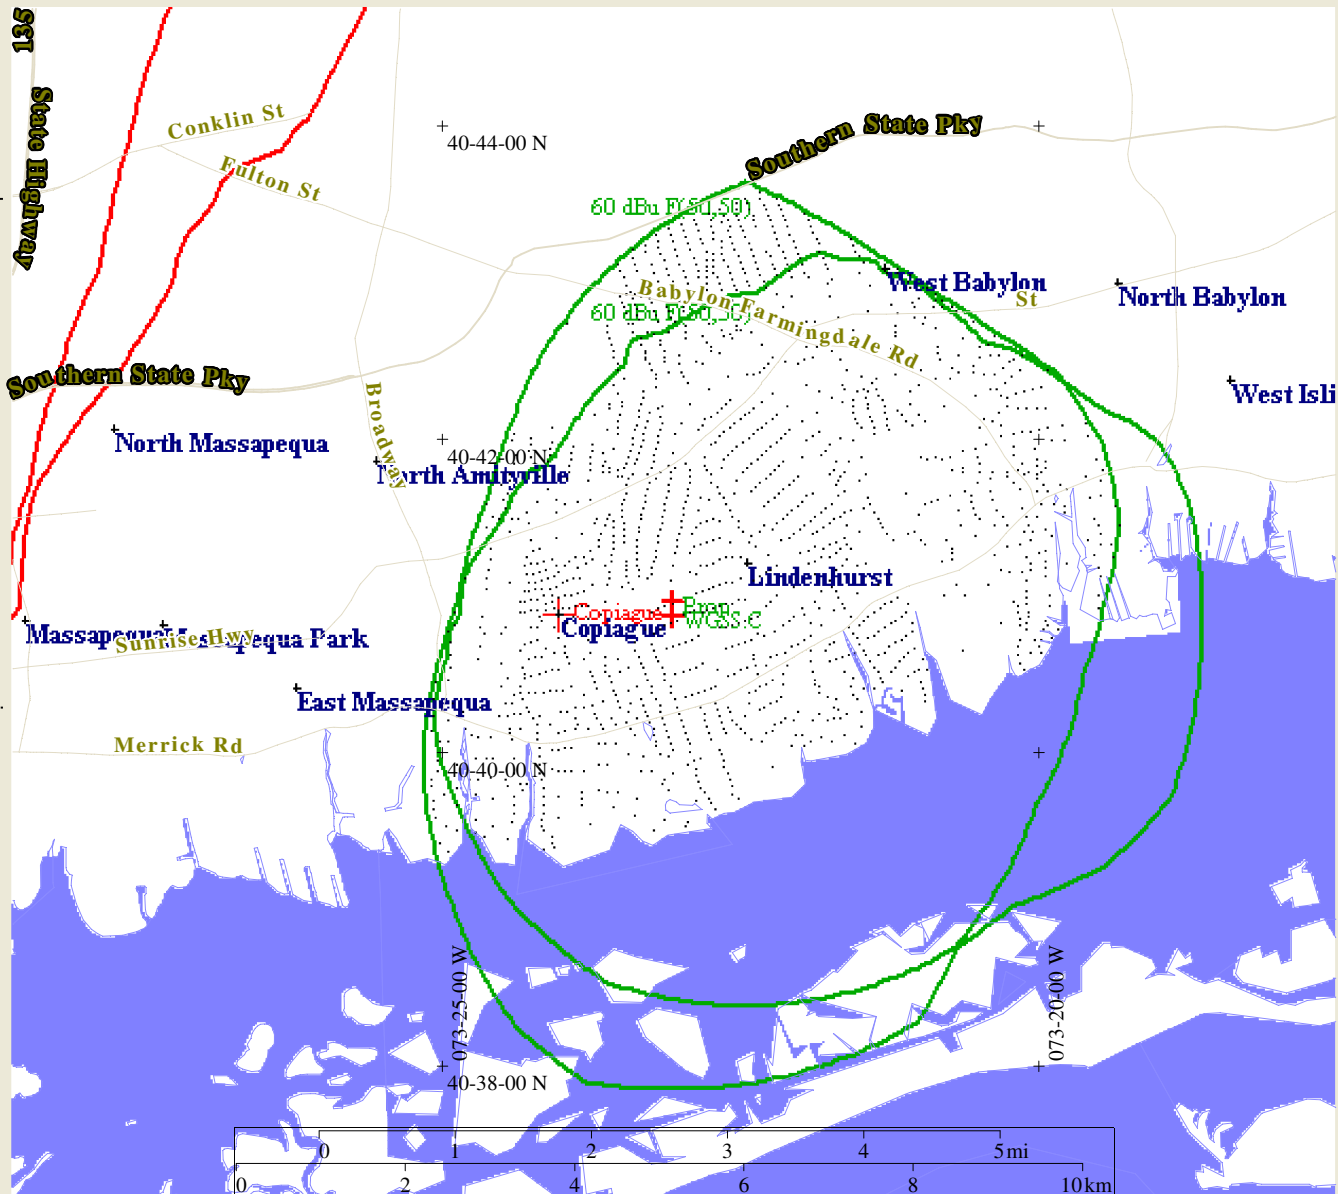 531
State Highway
Conklin St
Fulton St
40-44-00 N
Southern State Pky
60 dBu F(50,50)
West Babylon
North Babylon
Babylon Farmingdale Rd
St
60 dBu F(50,50)
Southern State Pky
Broadway
West Isli
North Massapequa
40-42-00 N
North Amityville
Lindenhurst
Copiague
Prop
WGSS.C
Copiague
Massapequa
Massapequa Park
Sunrise Hwy
East Massapequa
Merrick Rd
40-40-00 N
073-25-00 W
073-20-00 W
40-38-00 N
0 1 2 3 4 5 mi
0 2 4 6 8 10 km